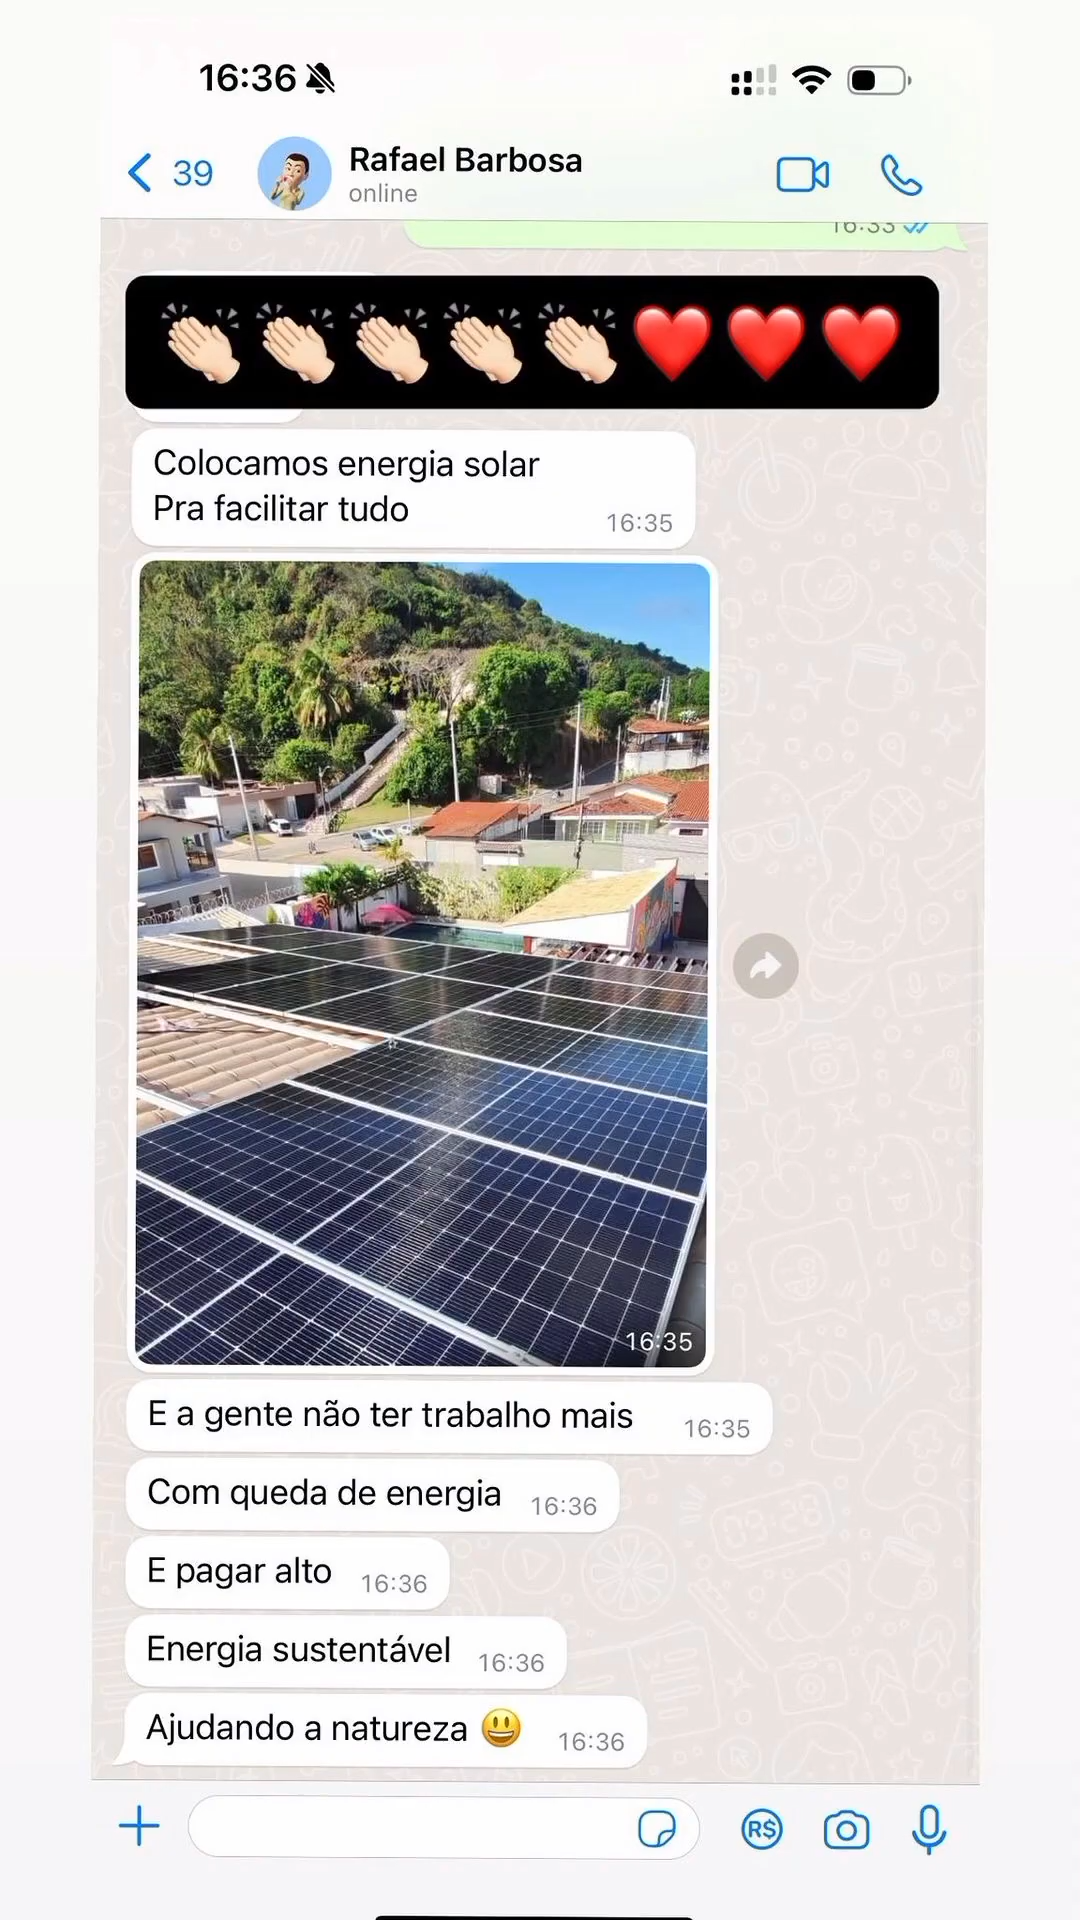 16:36
39
Rafael Barbosa
online
16:33
Colocamos energia solar
Pra facilitar tudo
16:35
16:35
E a gente não ter trabalho mais
16:35
Com queda de energia
16:36
E pagar alto
16:36
Energia sustentável
16:36
Ajudando a natureza 😃
16:36
R$